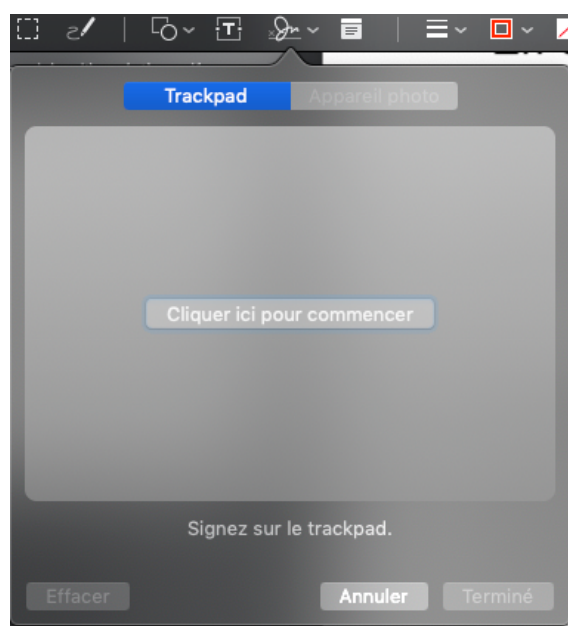 Trackpad Appareil photo
Cliquer ici pour commencer
Signez sur le trackpad.
Effacer Annuler Terminé